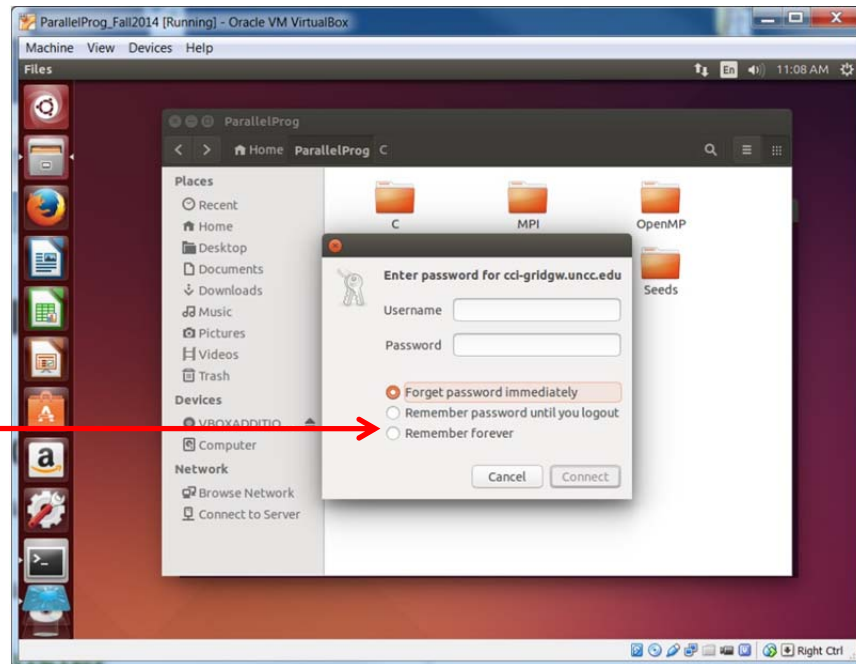 ParallelProg_Fall2014 [Running] - Oracle VM VirtualBox
Machine View Devices Help
Files
En
11:08 AM
ParallelProg
Home ParallelProg C
Places
Recent
Home
Desktop
Documents
Downloads
Music
Pictures
Videos
Trash
Devices
VBOXADDITIO
Computer
Network
Browse Network
Connect to Server
C MPI OpenMP
Seeds
Enter password for cci-gridgw.uncc.edu
Username
Password
Forget password immediately
Remember password until you logout
Remember forever
Cancel Connect
Right Ctrl